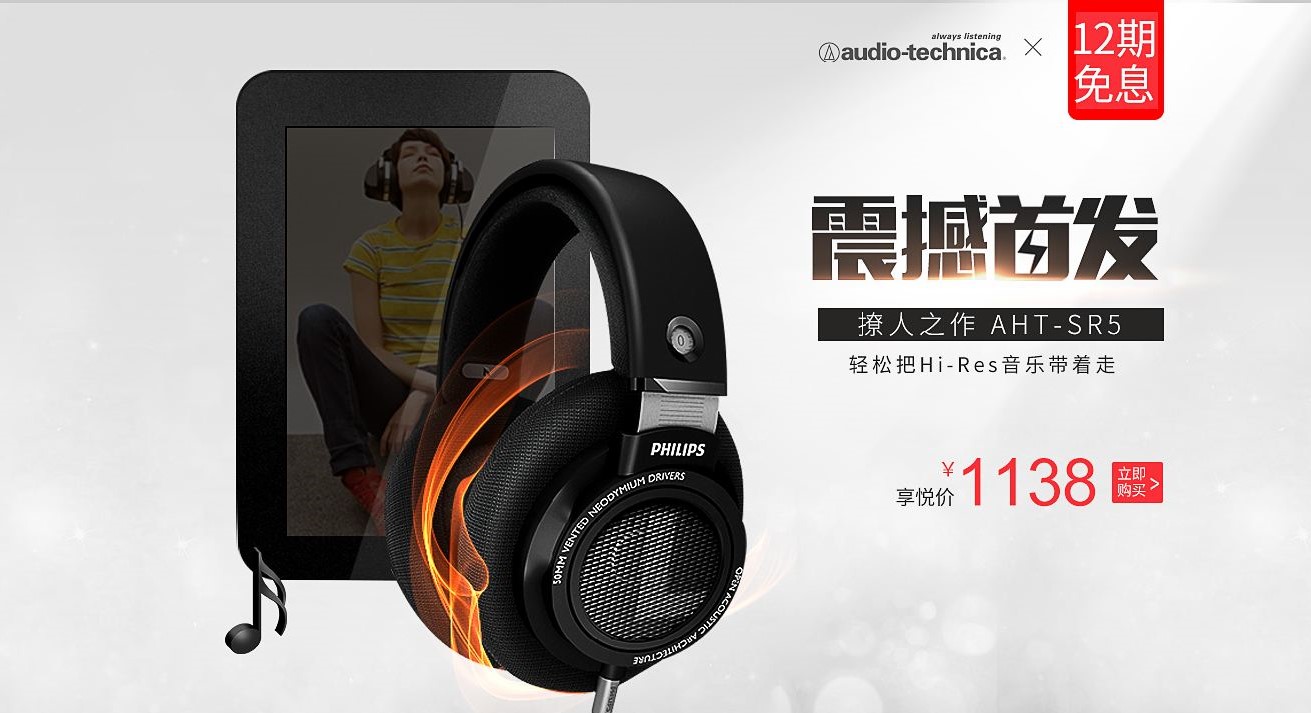 always listening
audio-technica
×
12期
免息
震撼首发
撩人之作 AHT-SR5
轻松把Hi-Res音乐带着走
享悦价
¥1138
立即
购买>
0
PHILIPS
50MM VENTED NEODYMIUM DRIVERS
OPEN ACOUSTIC ARCHITECTURE
PHILIPS